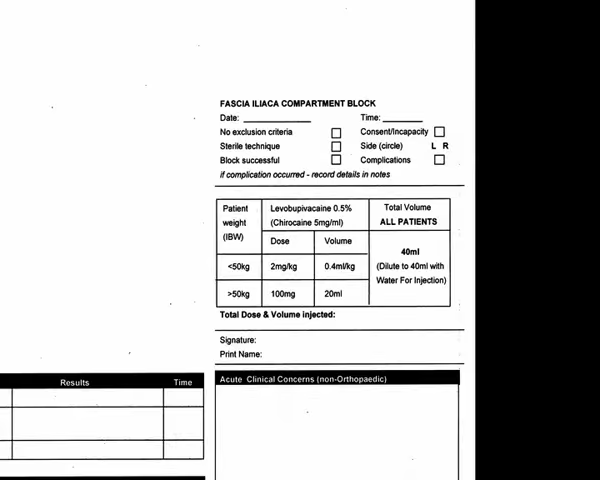 FASCIA ILIACA COMPARTMENT BLOCK
Date: ____________ Time: _______
No exclusion criteria ☐ Consent/Incapacity ☐
Sterile technique ☐ Side (circle) L R
Block successful ☐ Complications ☐
if complication occurred - record details in notes
Patient weight (IBW) Levobupivacaine 0.5% (Chirocaine 5mg/ml) Total Volume ALL PATIENTS
Dose Volume
<50kg 2mg/kg 0.4ml/kg
>50kg 100mg 20ml
40ml
(Dilute to 40ml with
Water For Injection)
Total Dose & Volume injected:
Signature:
Print Name:
Results Time
Acute Clinical Concerns (non-Orthopaedic)